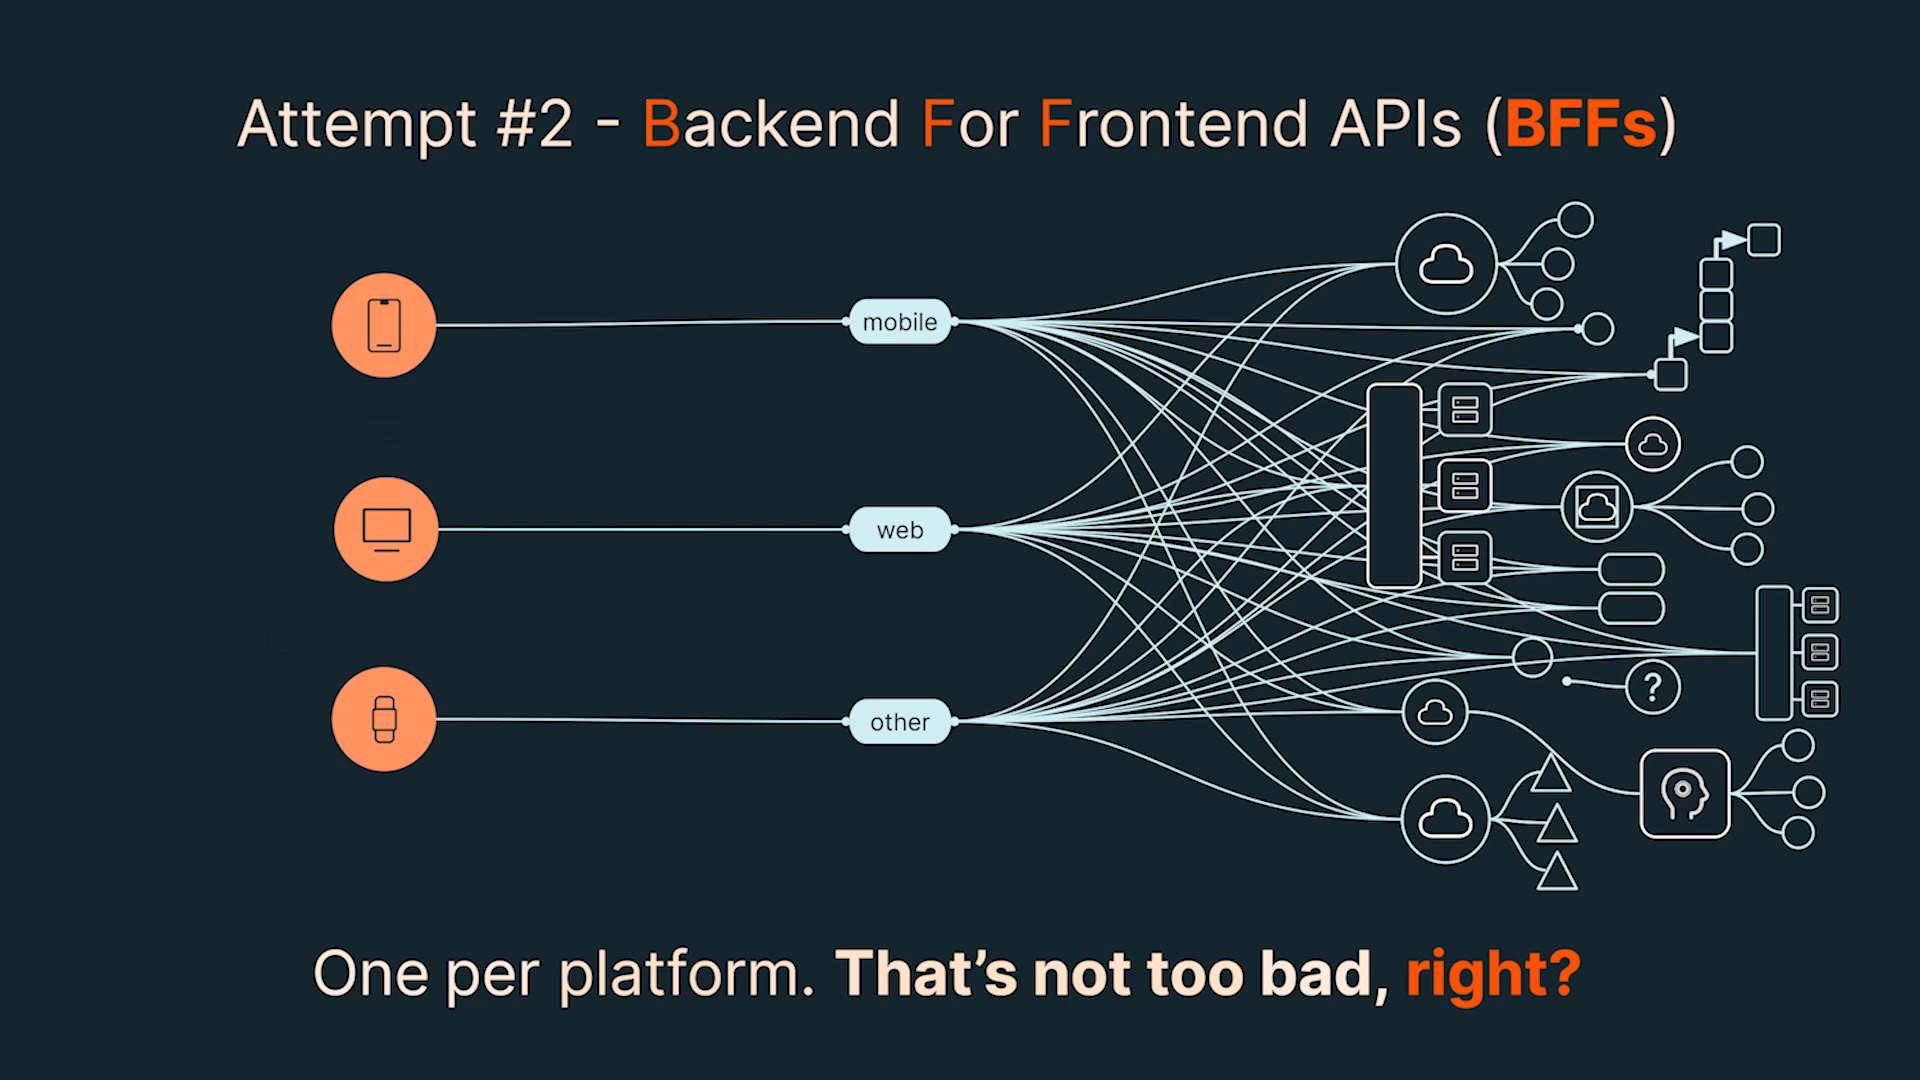 Attempt #2 - Backend For Frontend APIs (BFFs)
mobile
web
other
?
One per platform. That’s not too bad, right?